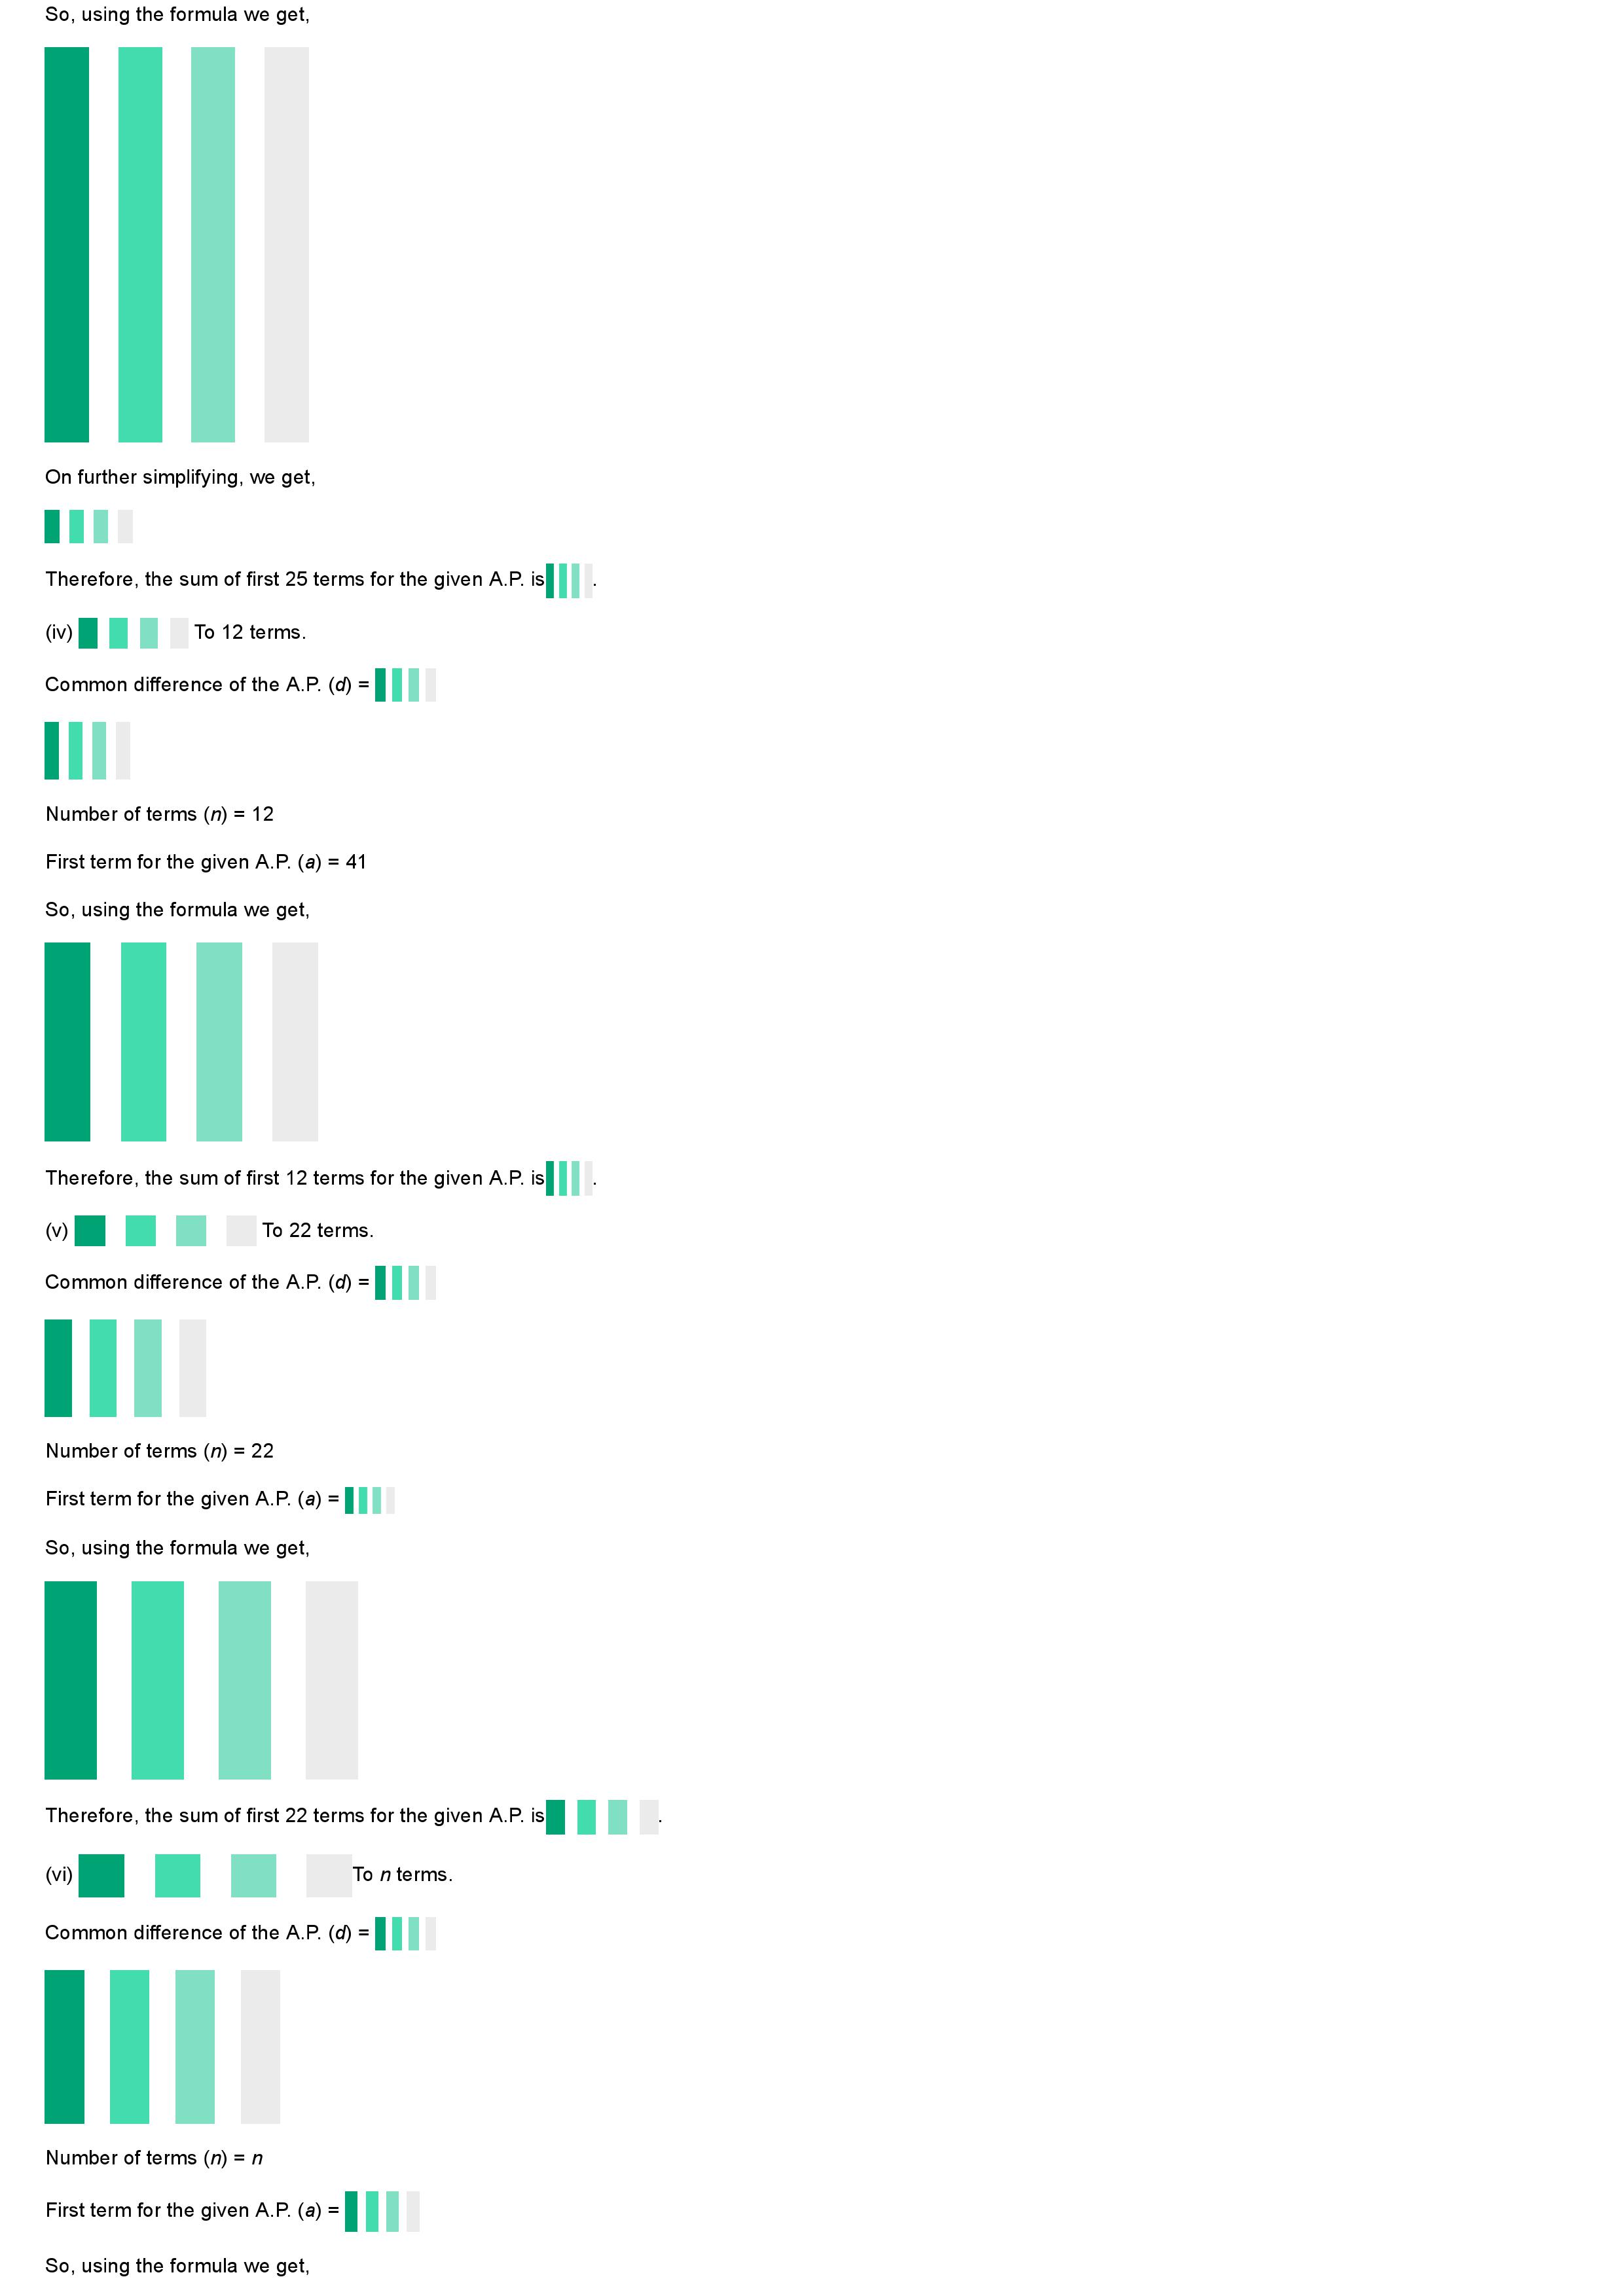 So, using the formula we get,
On further simplifying, we get,
Therefore, the sum of first 25 terms for the given A.P. is.
(iv) To 12 terms.
Common difference of the A.P. (d) =
Number of terms (n) = 12
First term for the given A.P. (a) = 41
So, using the formula we get,
Therefore, the sum of first 12 terms for the given A.P. is.
(v) To 22 terms.
Common difference of the A.P. (d) =
Number of terms (n) = 22
First term for the given A.P. (a) =
So, using the formula we get,
Therefore, the sum of first 22 terms for the given A.P. is.
(vi) To n terms.
Common difference of the A.P. (d) =
Number of terms (n) = n
First term for the given A.P. (a) =
So, using the formula we get,